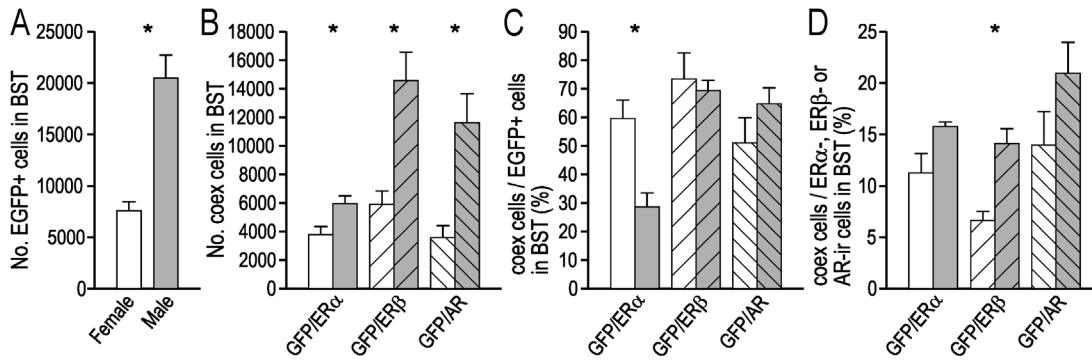 A
No. EGFP+ cells in BST
25000
20000
15000
10000
5000
0
*
Female
Male
B
No. coex cells in BST
18000
16000
14000
12000
10000
8000
6000
4000
2000
0
*
*
*
GFP/ERα
GFP/ERβ
GFP/AR
C
coex cells / EGFP+ cells
in BST (%)
90
80
70
60
50
40
30
20
10
0
*
GFP/ERα
GFP/ERβ
GFP/AR
D
coex cells / ERα-, ERβ- or
AR-ir cells in BST (%)
25
20
15
10
5
0
*
GFP/ERα
GFP/ERβ
GFP/AR